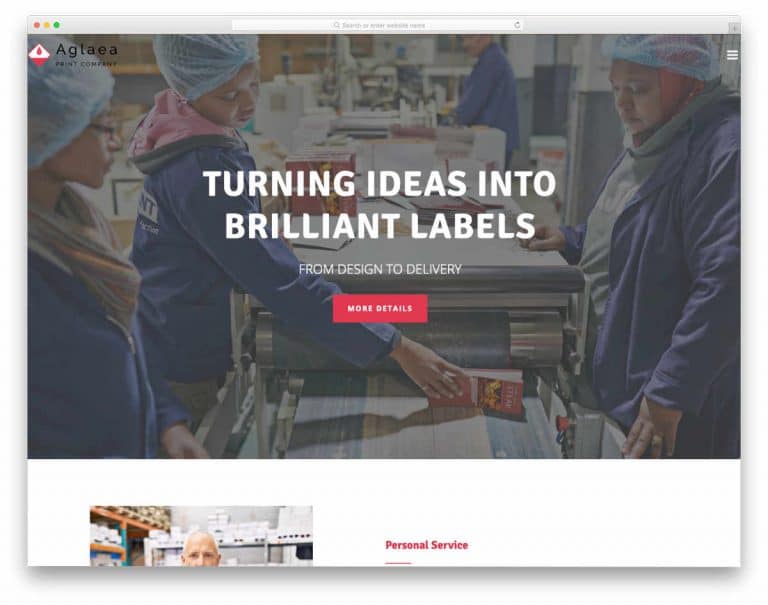 Search or enter website name
Aglaea
PRINT COMPANY
TURNING IDEAS INTO
BRILLIANT LABELS
FROM DESIGN TO DELIVERY
MORE DETAILS
Personal Service